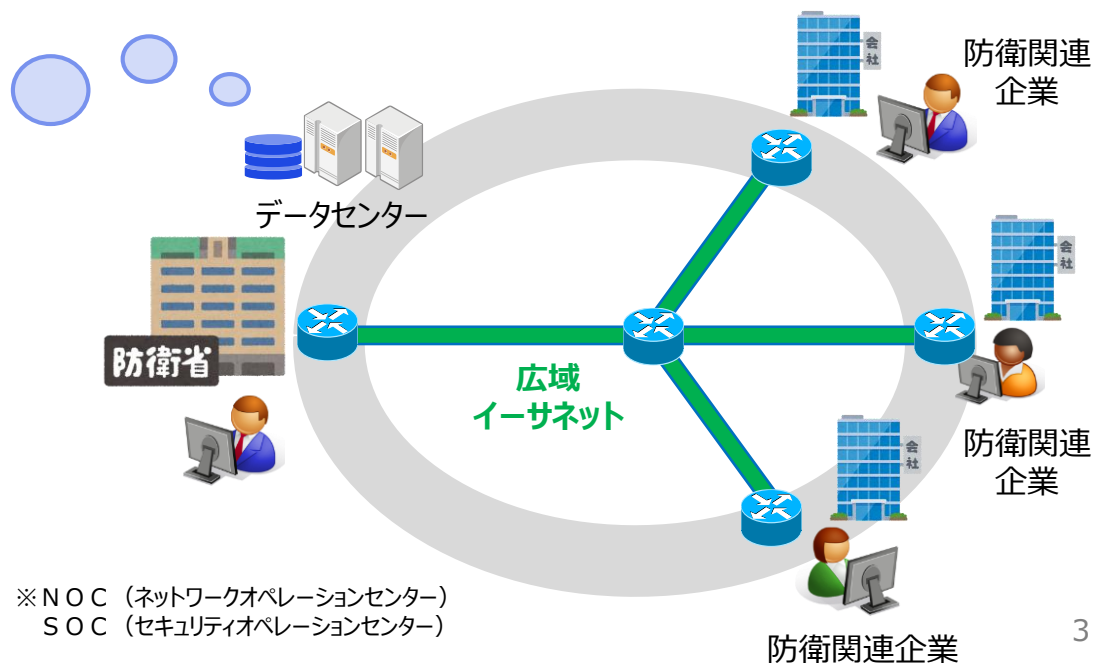 防衛関連
企業
会
社
データセンター
会
社
防衛省
広域
イーサネット
防衛関連
企業
会
社
※ＮＯＣ（ネットワークオペレーションセンター）
ＳＯＣ（セキュリティオペレーションセンター）
防衛関連企業
3